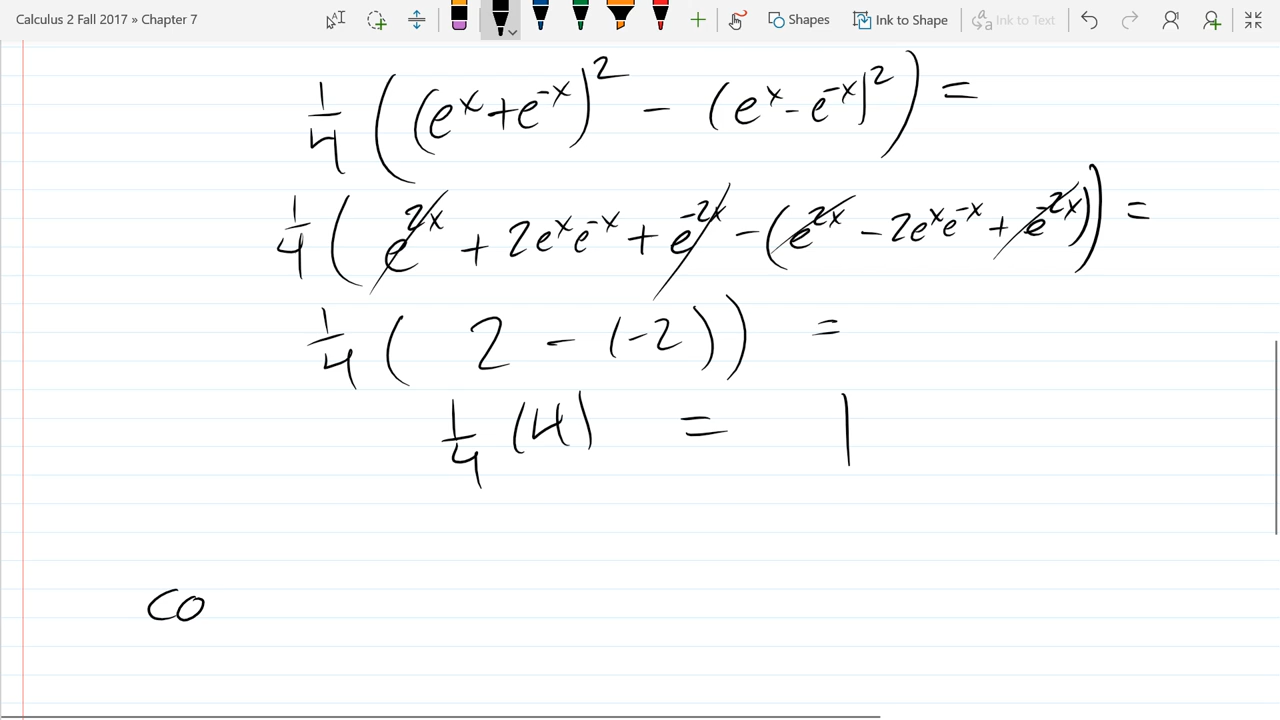 Calculus 2 Fall 2017 » Chapter 7
Shapes
Ink to Shape
Ink to Text
1/4 ((e^x + e^-x)^2 - (e^x - e^-x)^2) =
1/4 (e^2x + 2e^x e^-x + e^-2x - (e^2x - 2e^x e^-x + e^-2x)) =
1/4 ( 2 - (-2)) =
1/4 (4) = 1
co